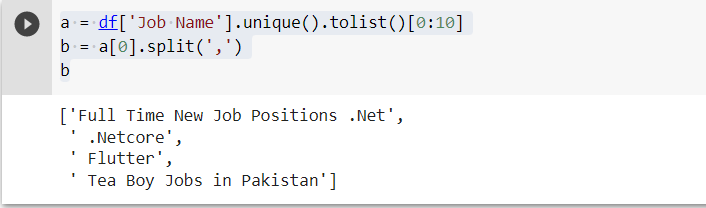 a = df['Job Name'].unique().tolist()[0:10]
b = a[0].split(',')
b
['Full Time New Job Positions .Net',
' .Netcore',
' Flutter',
' Tea Boy Jobs in Pakistan']